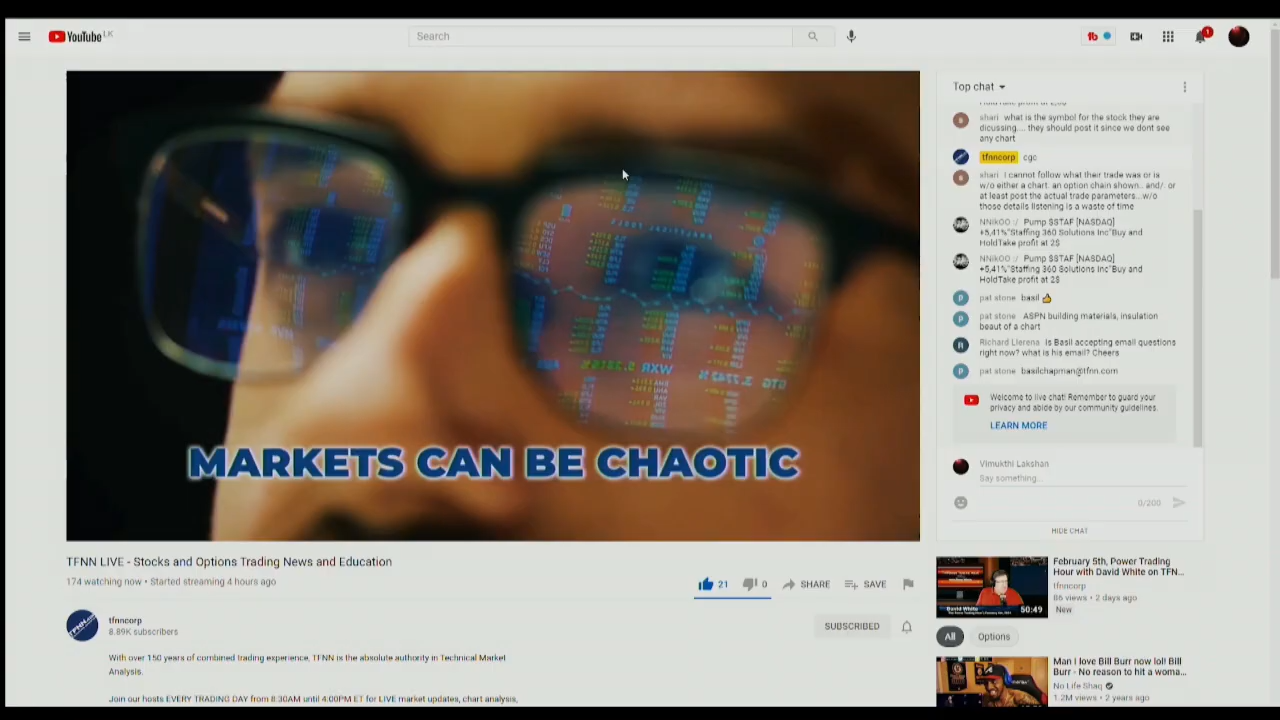 YouTube LK
Search
1
Top chat
shari what is the symbol for the stock they are
dicussing.... they should post it since we dont see
any chart
tfnncorp cgc
shari I cannot follow what their trade was or is
w/o either a chart. an option chain shown.. and/ or
at least post the actual trade parameters...w/o
those details listening is a waste of time
NNikOO :/ Pump $STAF [NASDAQ]
+5,41%"Staffing 360 Solutions Inc"Buy and
HoldTake profit at 2$
NNikOO :/ Pump $STAF [NASDAQ]
+5,41%"Staffing 360 Solutions Inc"Buy and
HoldTake profit at 2$
pat stone basil 👍
pat stone ASPN building materials, insulation
beaut of a chart
Richard Llerena Is Basil accepting email questions
right now? what is his email? Cheers
pat stone basilchapman@tfnn.com
Welcome to live chat! Remember to guard your
privacy and abide by our community guidelines.
LEARN MORE
Vimukthi Lakshan
Say something...
0/200
HIDE CHAT
MARKETS CAN BE CHAOTIC
TFNN LIVE - Stocks and Options Trading News and Education
174 watching now • Started streaming 4 hours ago
21 0 SHARE SAVE
tfnncorp
8.89K subscribers
SUBSCRIBED
With over 150 years of combined trading experience, TFNN is the absolute authority in Technical Market
Analysis.
Join our hosts EVERY TRADING DAY from 8:30AM until 4:00PM ET for LIVE market updates, chart analysis,
February 5th, Power Trading
Hour with David White on TFN...
tfnncorp
86 views • 2 days ago
New
David White
50:49
All Options
Man I love Bill Burr now lol! Bill
Burr - No reason to hit a woma...
No Life Shaq
1.2M views • 2 years ago